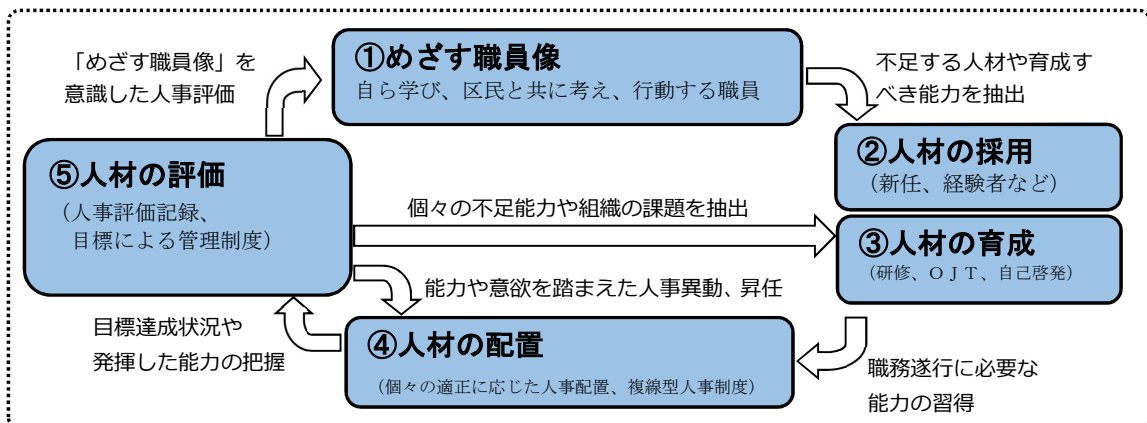 「めざす職員像」を
意識した人事評価
①めざす職員像
自ら学び、区民と共に考え、行動する職員
不足する人材や育成す
べき能力を抽出
②人材の採用
（新任、経験者など）
⑤人材の評価
（人事評価記録、
目標による管理制度）
個々の不足能力や組織の課題を抽出
③人材の育成
（研修、ＯＪＴ、自己啓発）
能力や意欲を踏まえた人事異動、昇任
目標達成状況や
発揮した能力の把握
④人材の配置
（個々の適正に応じた人事配置、複線型人事制度）
職務遂行に必要な
能力の習得